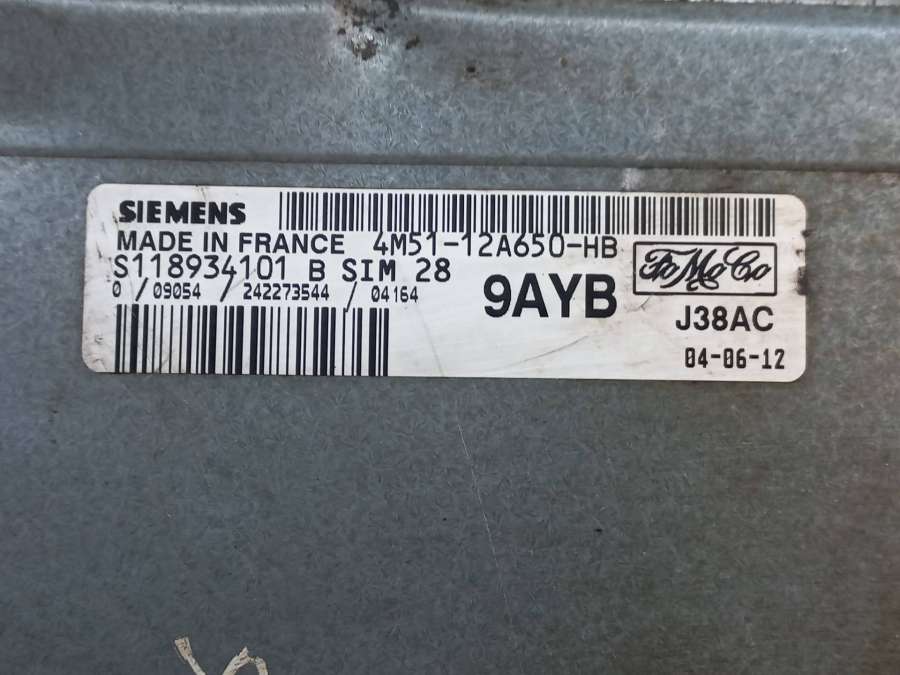 SIEMENS
MADE IN FRANCE 4M51-12A650-HB
S118934101 B SIM 28
0 / 09054 / 242273544 / 04164
9AYB
FoMoCo
J38AC
04-06-12